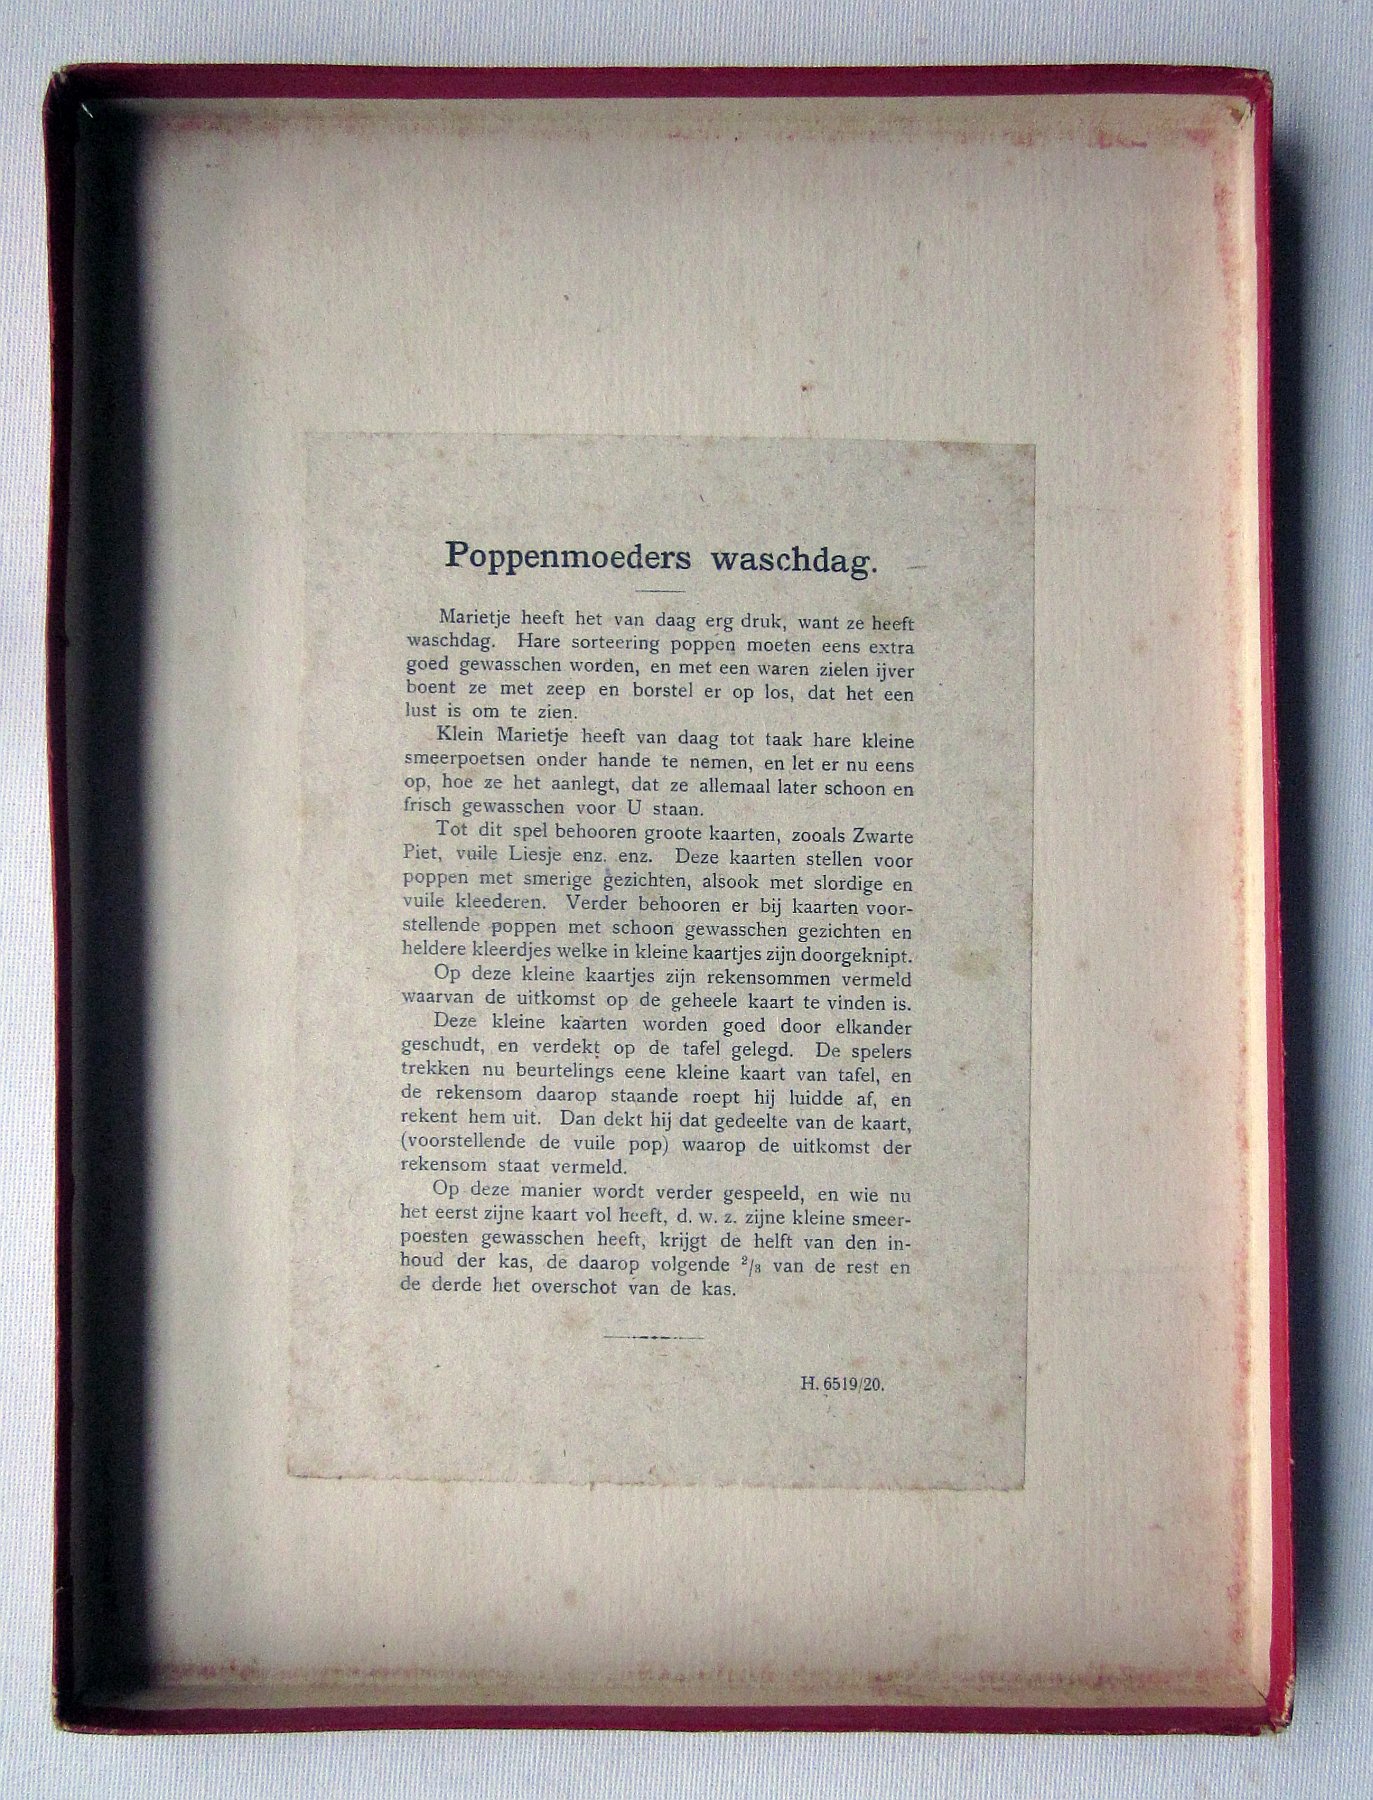 Poppenmoeders waschdag.
Marietje heeft het van daag erg druk, want ze heeft
waschdag. Hare sorteering poppen moeten eens extra
goed gewasschen worden, en met een waren zielen ijver
boent ze met zeep en borstel er op los, dat het een
lust is om te zien.
Klein Marietje heeft van daag tot taak hare kleine
smeerpoetsen onder hande te nemen, en let er nu eens
op, hoe ze het aanlegt, dat ze allemaal later schoon en
frisch gewasschen voor U staan.
Tot dit spel behooren groote kaarten, zooals Zwarte
Piet, vuile Liesje enz. enz. Deze kaarten stellen voor
poppen met smerige gezichten, alsook met slordige en
vuile kleederen. Verder behooren er bij kaarten voor-
stellende poppen met schoon gewasschen gezichten en
heldere kleerdjes welke in kleine kaartjes zijn doorgeknipt.
Op deze kleine kaartjes zijn rekensommen vermeld
waarvan de uitkomst op de geheele kaart te vinden is.
Deze kleine kaarten worden goed door elkander
geschudt, en verdekt op de tafel gelegd. De spelers
trekken nu beurtelings eene kleine kaart van tafel, en
de rekensom daarop staande roept hij luidde af, en
rekent hem uit. Dan dekt hij dat gedeelte van de kaart,
(voorstellende de vuile pop) waarop de uitkomst der
rekensom staat vermeld.
Op deze manier wordt verder gespeeld, en wie nu
het eerst zijne kaart vol heeft, d. w. z. zijne kleine smeer-
poesten gewasschen heeft, krijgt de helft van den in-
houd der kas, de daarop volgende ²/₃ van de rest en
de derde het overschot van de kas.
H. 6519/20.